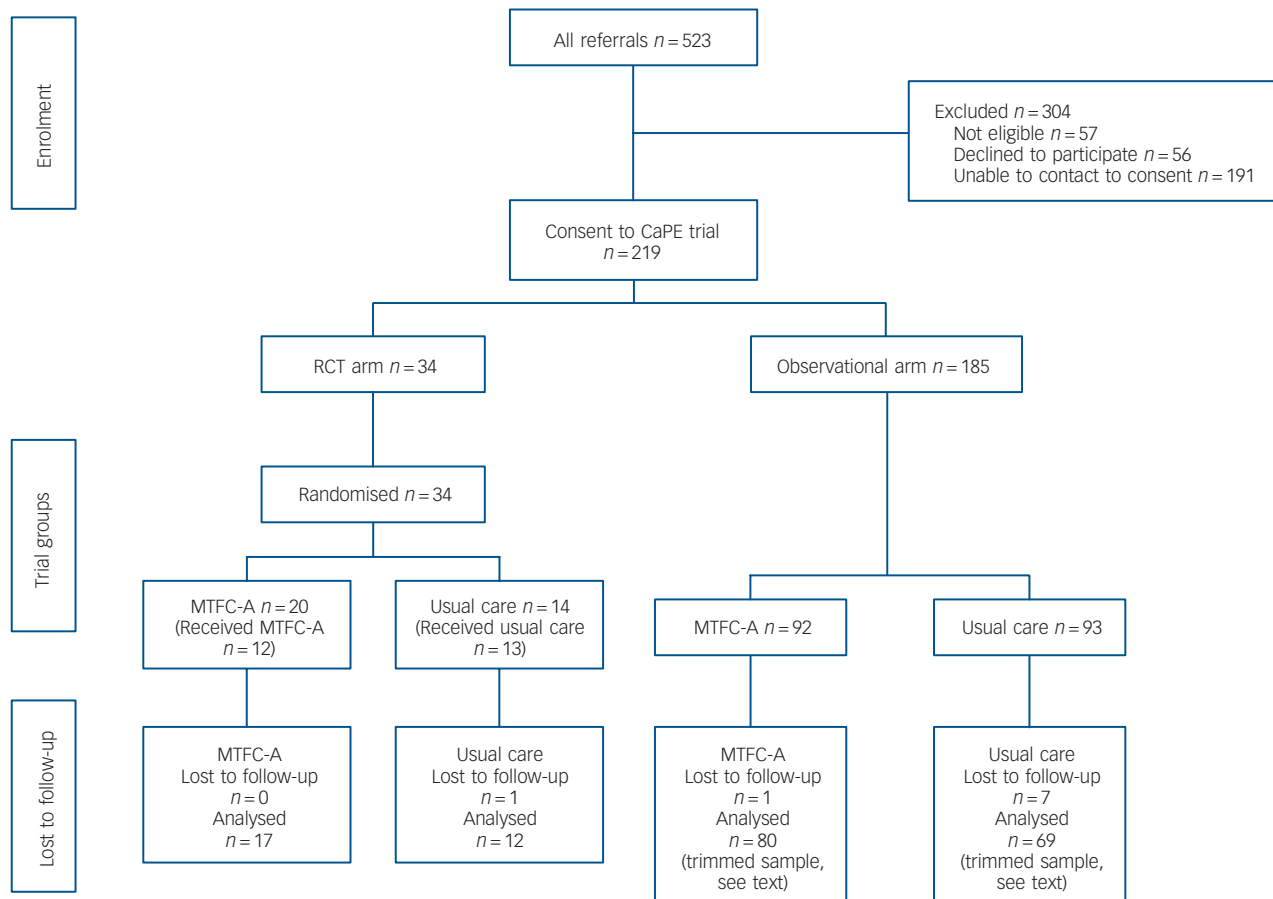 Enrolment
All referrals n = 523
Excluded n = 304
Not eligible n = 57
Declined to participate n = 56
Unable to contact to consent n = 191
Consent to CaPE trial
n = 219
RCT arm n = 34
Observational arm n = 185
Trial groups
Randomised n = 34
MTFC-A n = 20
(Received MTFC-A
n = 12)
Usual care n = 14
(Received usual care
n = 13)
MTFC-A n = 92
Usual care n = 93
Lost to follow-up
MTFC-A
Lost to follow-up
n = 0
Analysed
n = 17
Usual care
Lost to follow-up
n = 1
Analysed
n = 12
MTFC-A
Lost to follow-up
n = 1
Analysed
n = 80
(trimmed sample,
see text)
Usual care
Lost to follow-up
n = 7
Analysed
n = 69
(trimmed sample,
see text)